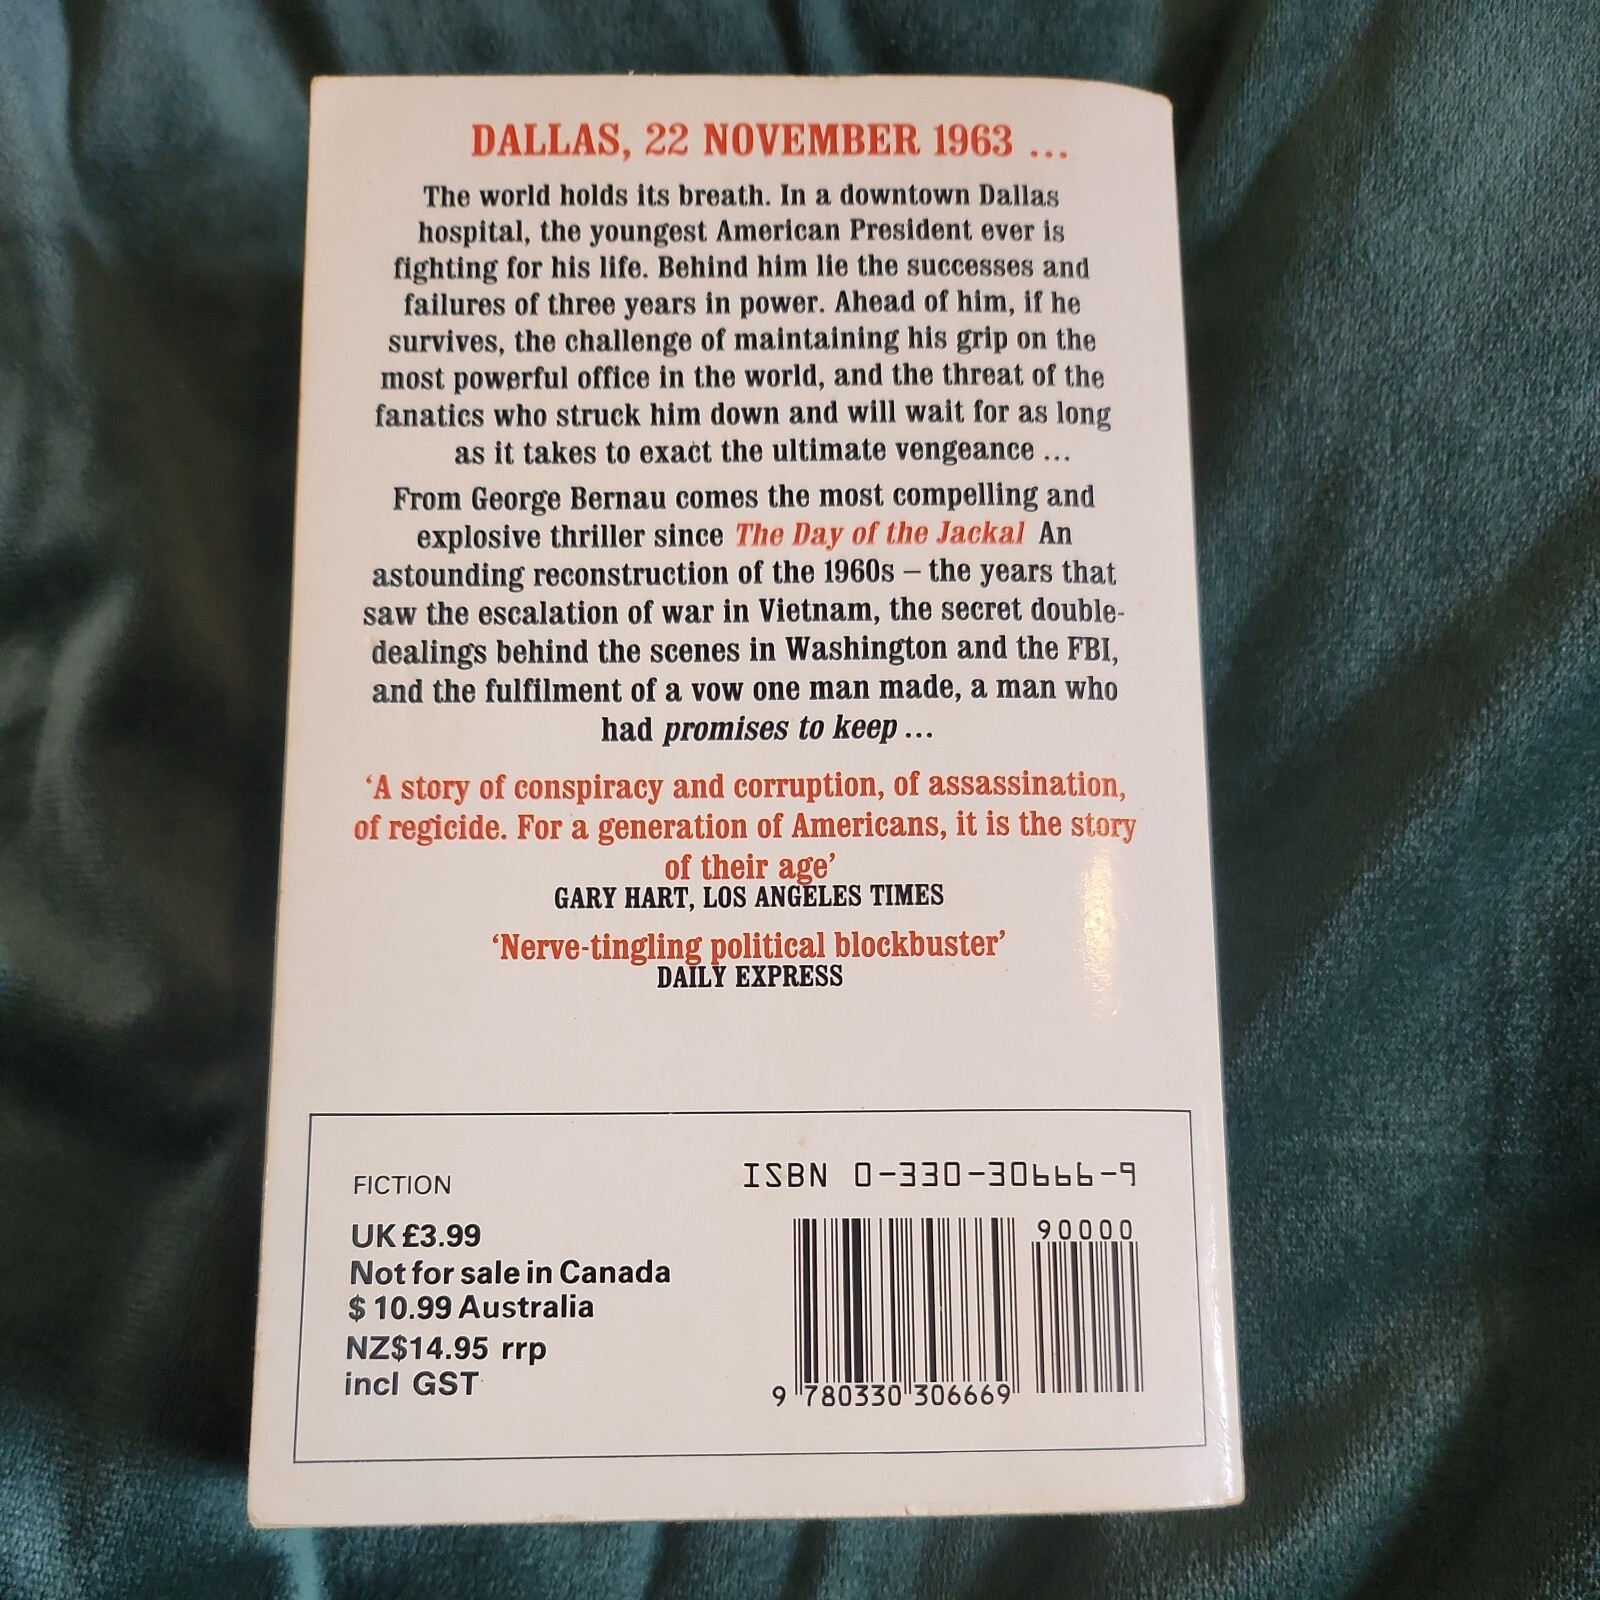 DALLAS, 22 NOVEMBER 1963 ...
The world holds its breath. In a downtown Dallas
hospital, the youngest American President ever is
fighting for his life. Behind him lie the successes and
failures of three years in power. Ahead of him, if he
survives, the challenge of maintaining his grip on the
most powerful office in the world, and the threat of the
fanatics who struck him down and will wait for as long
as it takes to exact the ultimate vengeance ...
From George Bernau comes the most compelling and
explosive thriller since The Day of the Jackal An
astounding reconstruction of the 1960s – the years that
saw the escalation of war in Vietnam, the secret double-
dealings behind the scenes in Washington and the FBI,
and the fulfilment of a vow one man made, a man who
had promises to keep ...
‘A story of conspiracy and corruption, of assassination,
of regicide. For a generation of Americans, it is the story
of their age’
GARY HART, LOS ANGELES TIMES
‘Nerve-tingling political blockbuster’
DAILY EXPRESS
FICTION
UK £3.99
Not for sale in Canada
$ 10.99 Australia
NZ$14.95 rrp
incl GST
ISBN 0-330-30666-9
90000
9 780330 306669